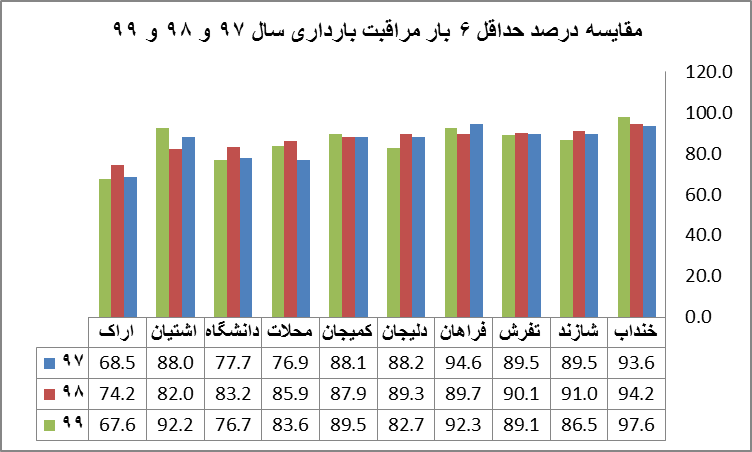 مقایسه درصد حداقل ۶ بار مراقبت بارداری سال ۹۷ و ۹۸ و ۹۹
120.0
100.0
80.0
60.0
40.0
20.0
0.0
خنداب شازند تفرش فراهان دلیجان کمیجان محلات دانشگاه اشتیان اراک
93.6 89.5 89.5 94.6 88.2 88.1 76.9 77.7 88.0 68.5 ۹۷
94.2 91.0 90.1 89.7 89.3 87.9 85.9 83.2 82.0 74.2 ۹۸
97.6 86.5 89.1 92.3 82.7 89.5 83.6 76.7 92.2 67.6 ۹۹